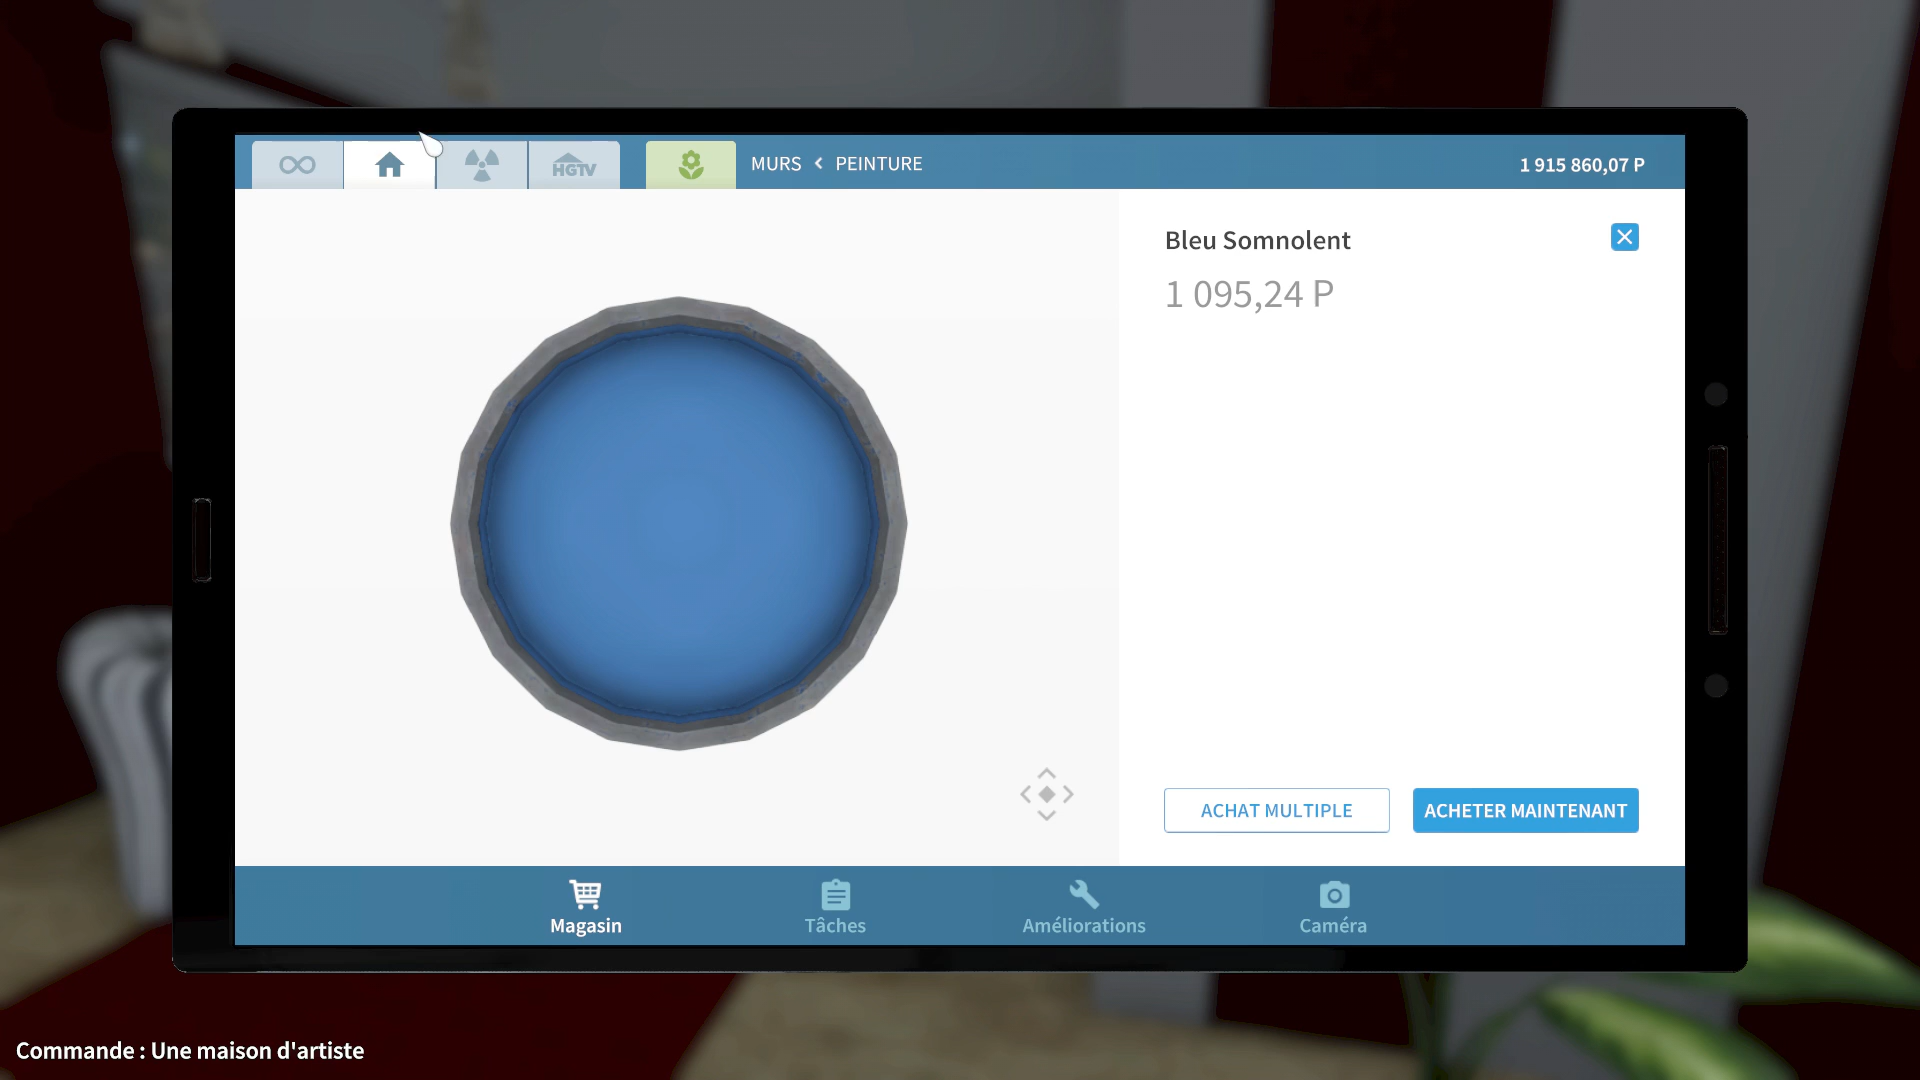 HGTV
MURS < PEINTURE
1 915 860,07 P
Bleu Somnolent
1 095,24 P
ACHAT MULTIPLE
ACHETER MAINTENANT
Magasin
Tâches
Améliorations
Caméra
Commande : Une maison d'artiste